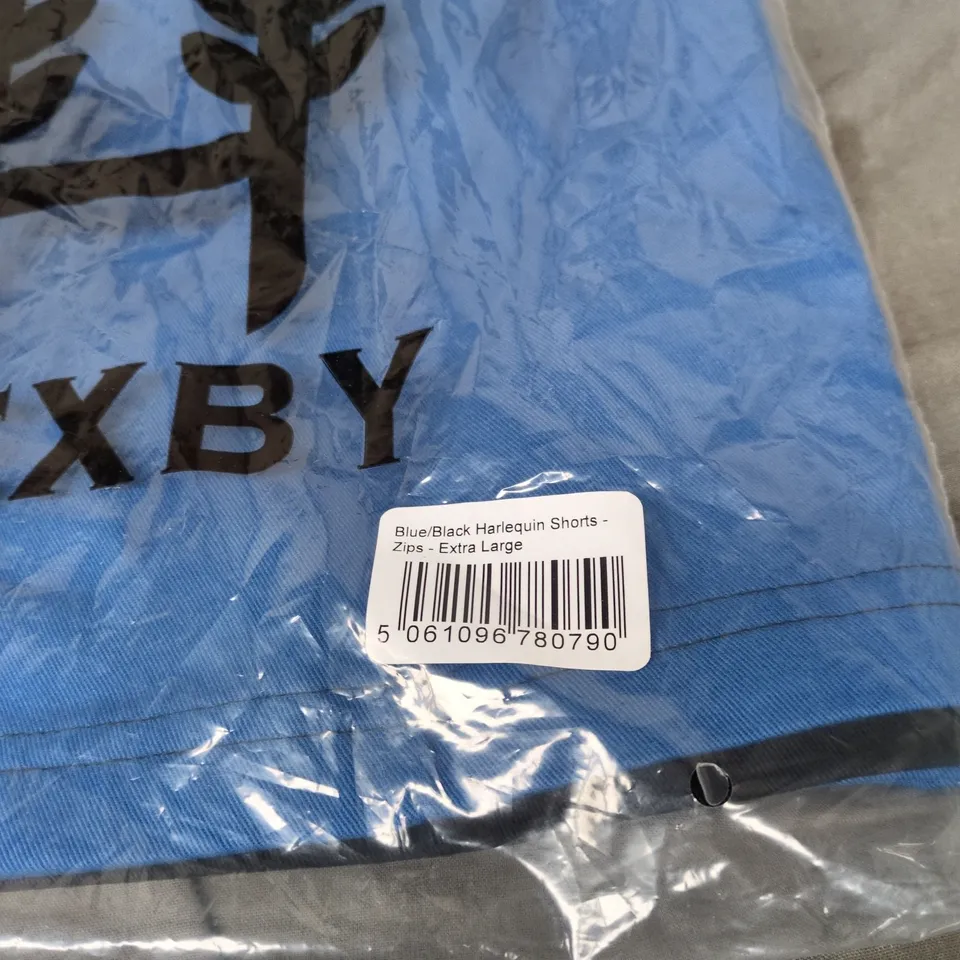 XBY
Blue/Black Harlequin Shorts -
Zips - Extra Large
5 061096 780790